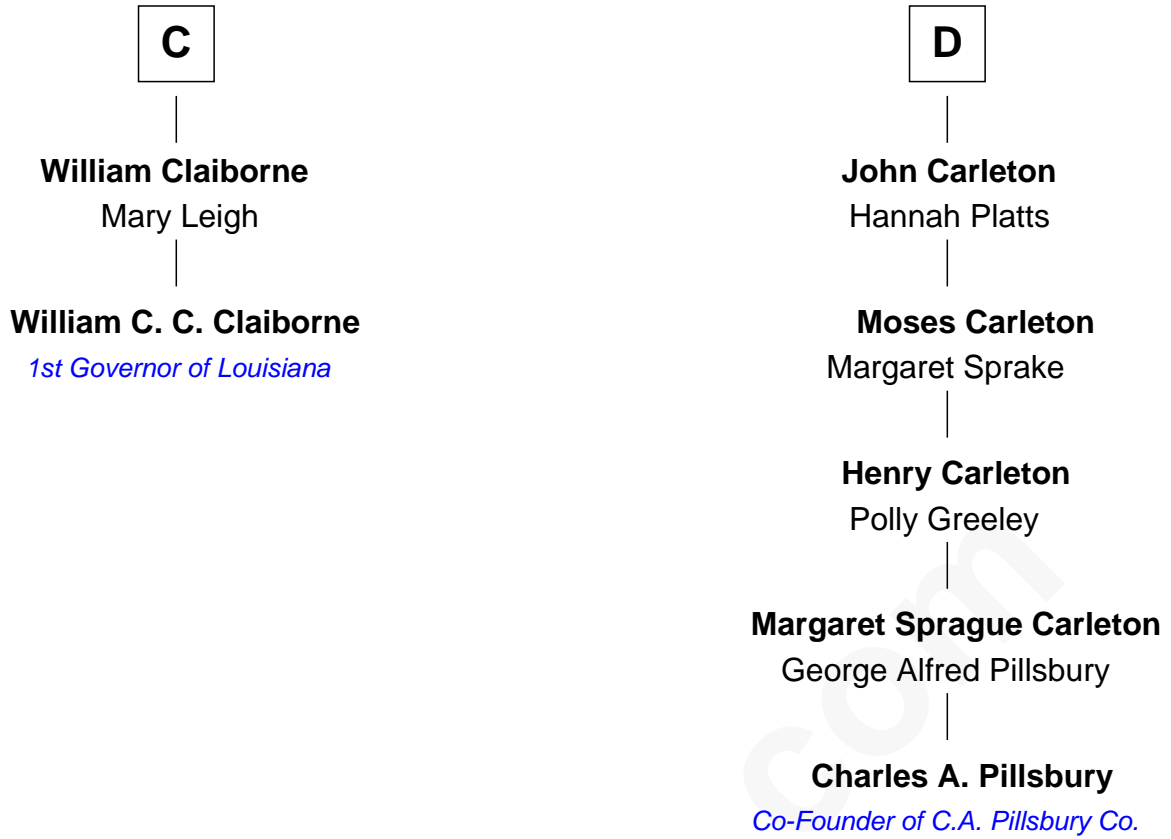 C
William Claiborne
Mary Leigh
William C. C. Claiborne
1st Governor of Louisiana
D
John Carleton
Hannah Platts
Moses Carleton
Margaret Sprake
Henry Carleton
Polly Greeley
Margaret Sprague Carleton
George Alfred Pillsbury
Charles A. Pillsbury
Co-Founder of C.A. Pillsbury Co.
com